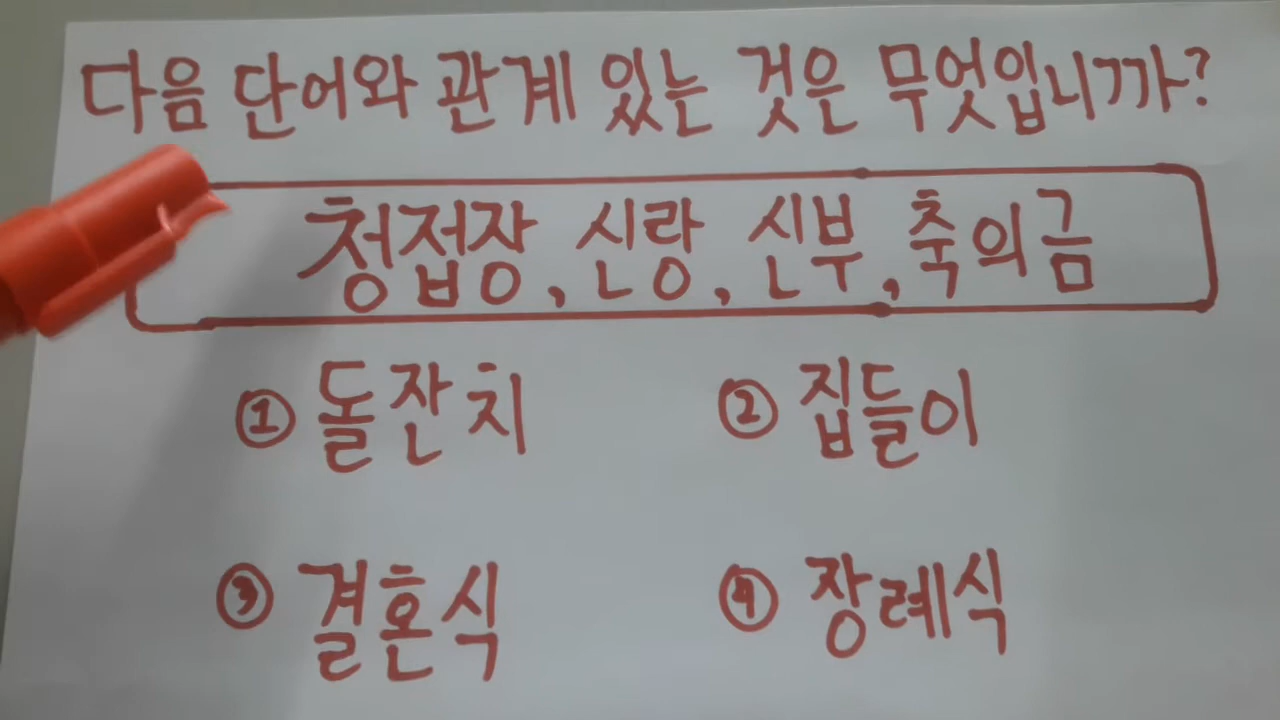 다음 단어와 관계 있는 것은 무엇입니까?
청접장, 신랑, 신부, 축의금
① 돌잔치 ② 집들이
③ 결혼식 ④ 장례식